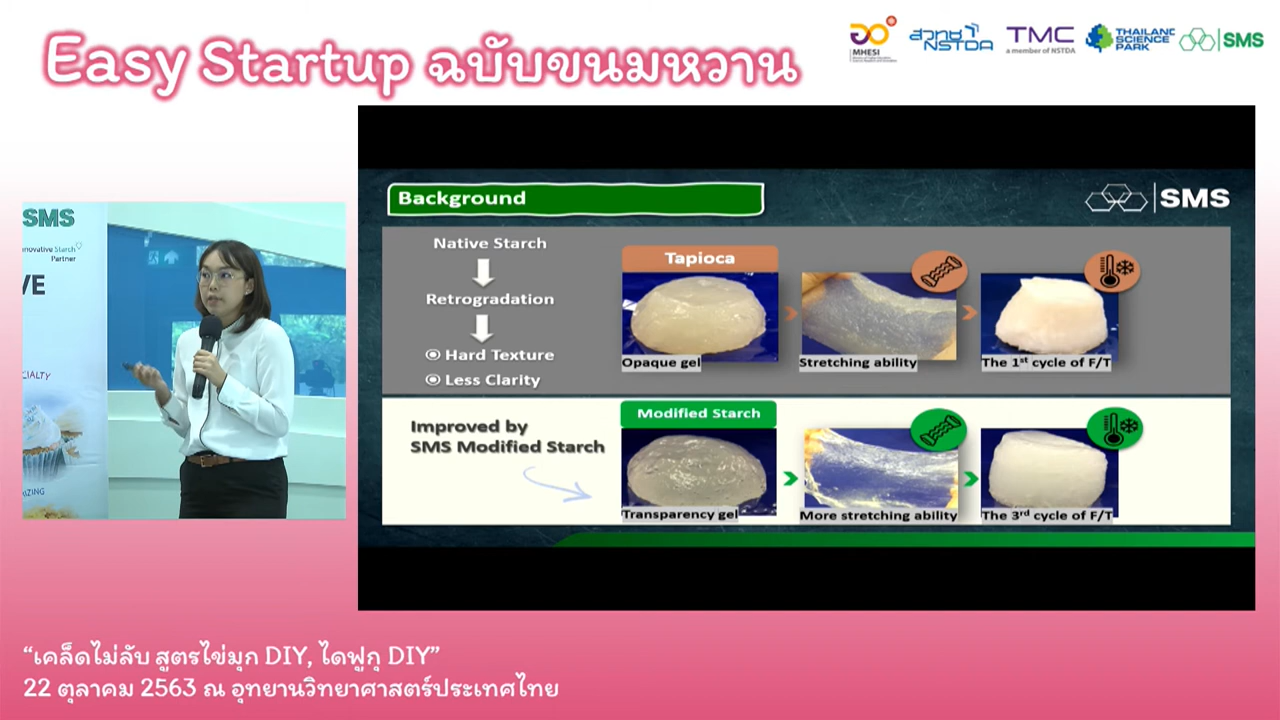 Easy Startup ฉบับขนมหวาน
MHESI
สวทช
NSTDA
TMC
a member of NSTDA
THAILAND
SCIENCE
PARK
SMS
SMS
Innovative Starch
Partner
VE
CIALTY
IZING
Background
SMS
Native Starch
Retrogradation
Hard Texture
Less Clarity
Tapioca
Opaque gel
Stretching ability
The 1st cycle of F/T
Improved by
SMS Modified Starch
Modified Starch
Transparency gel
More stretching ability
The 3rd cycle of F/T
“เคล็ดไม่ลับ สูตรไข่มุก DIY, ไดฟูกุ DIY”
22 ตุลาคม 2563 ณ อุทยานวิทยาศาสตร์ประเทศไทย